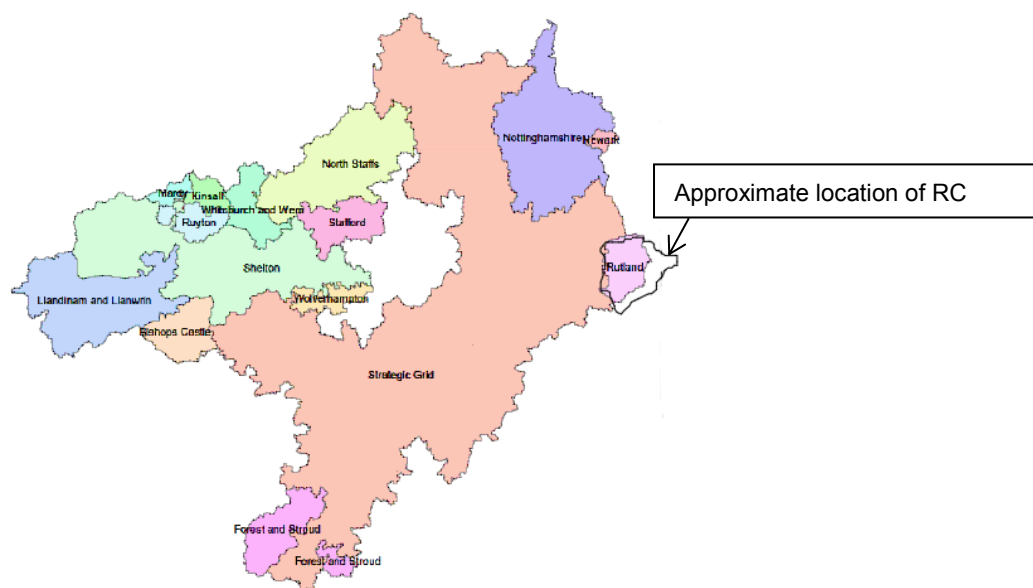 Nottinghamshire
Newark
North Staffs
Approximate location of RC
Mardy
Kinsall
Whitchurch and Wem
Ruyton
Stafford
Shelton
Rutland
Llandinam and Llanwrin
Wolverhampton
Bishops Castle
Strategic Grid
Forest and Stroud
Forest and Stroud